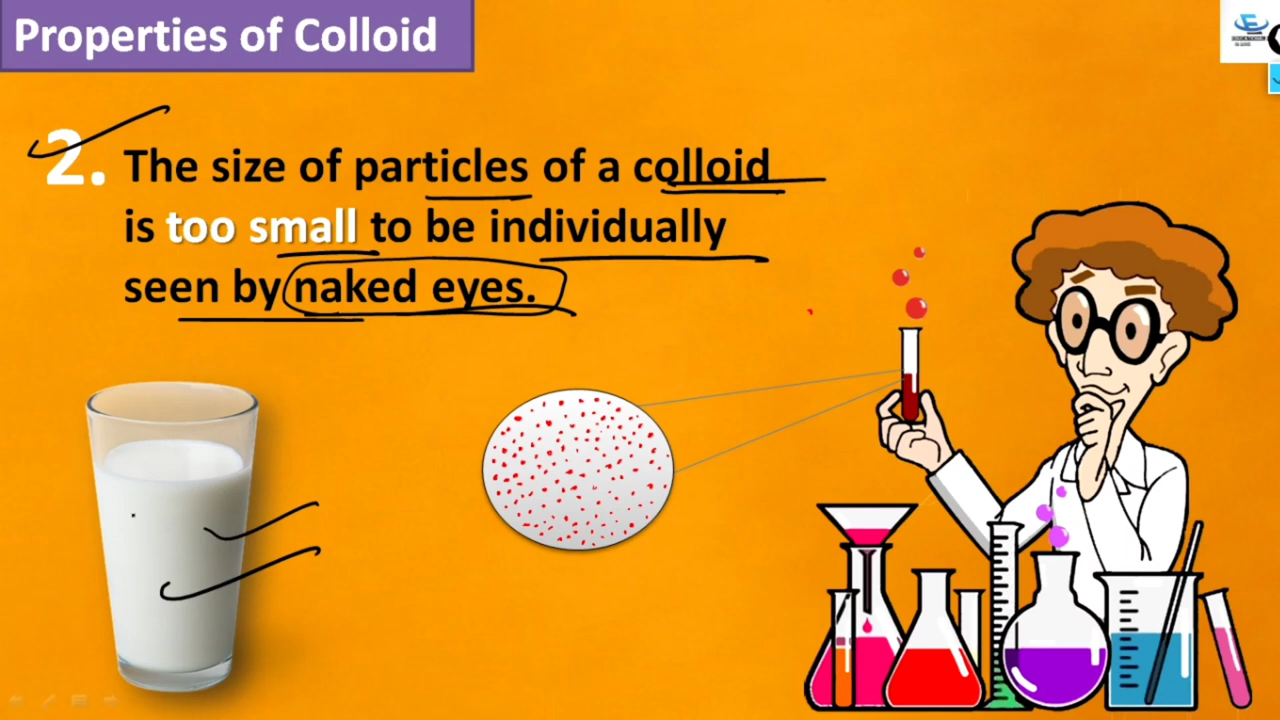 Properties of Colloid
2. The size of particles of a colloid
is too small to be individually
seen by naked eyes.